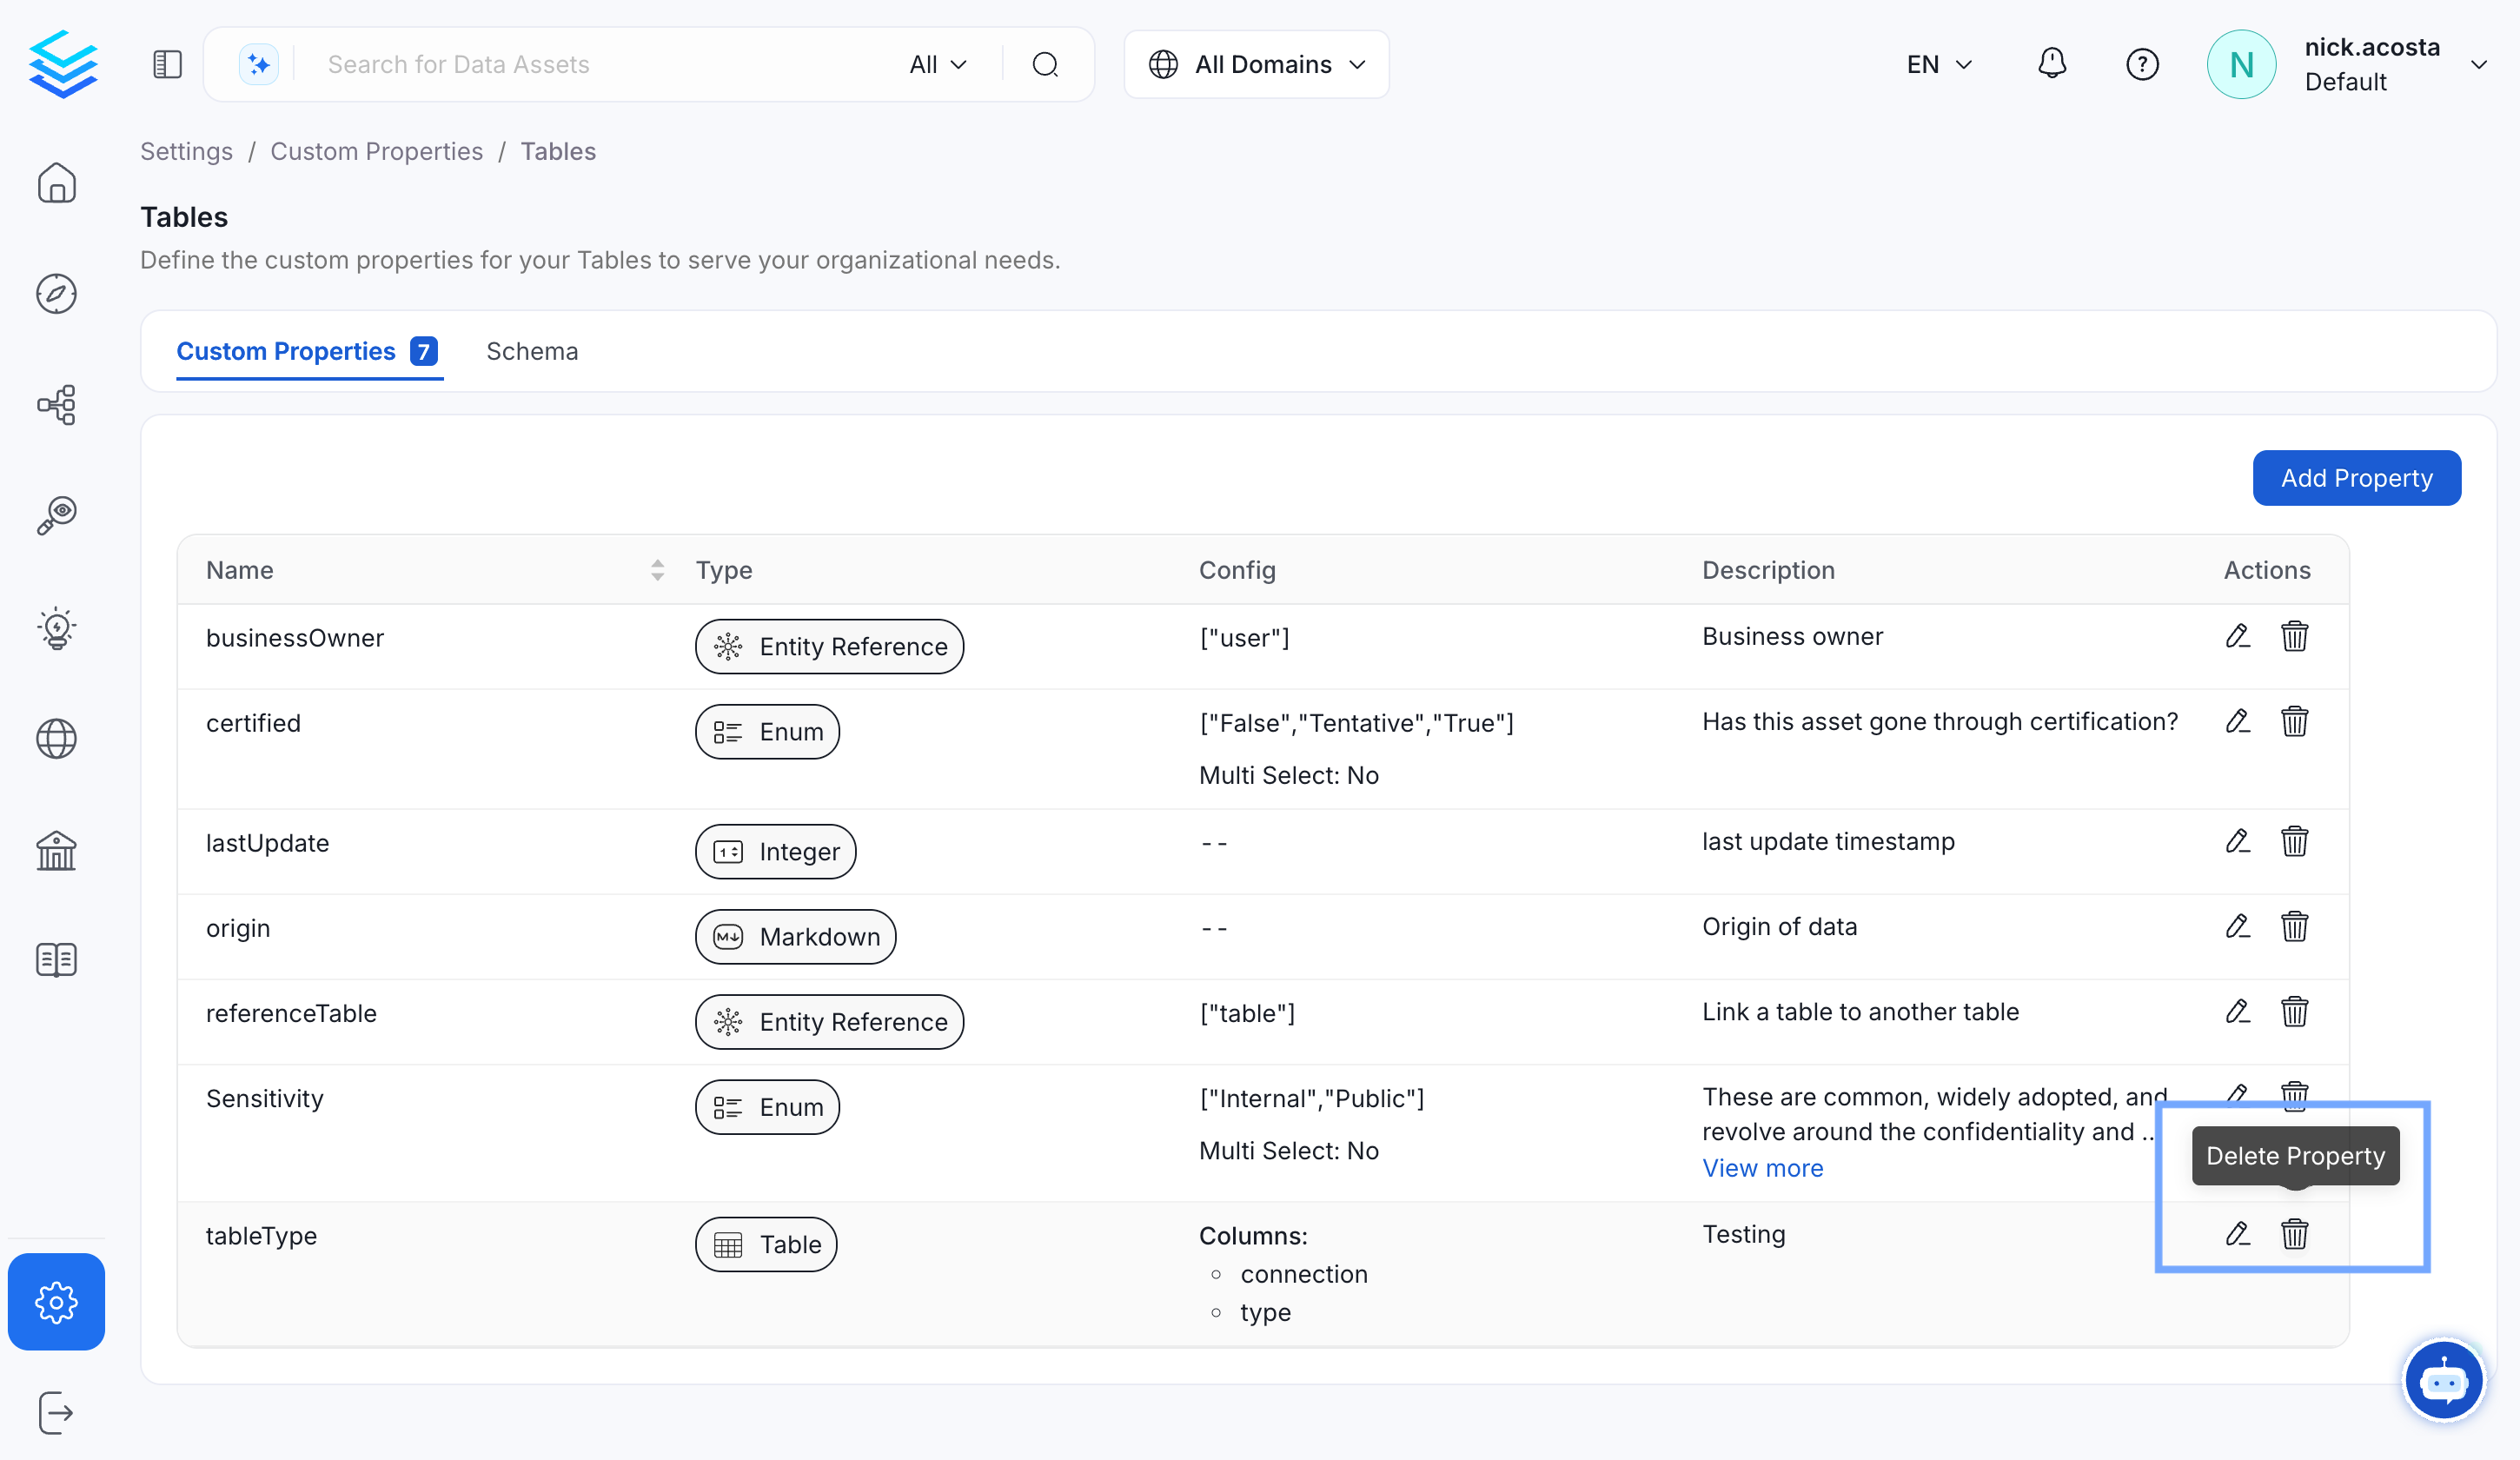 Search for Data Assets
All
All Domains
EN
N
nick.acosta
Default
Settings / Custom Properties / Tables
Tables
Define the custom properties for your Tables to serve your organizational needs.
Custom Properties 7
Schema
Add Property
Name Type Config Description Actions
businessOwner Entity Reference ["user"] Business owner
certified Enum ["False","Tentative","True"] Has this asset gone through certification?
Multi Select: No
lastUpdate Integer -- last update timestamp
origin Markdown -- Origin of data
referenceTable Entity Reference ["table"] Link a table to another table
Sensitivity Enum ["Internal","Public"] These are common, widely adopted, and
revolve around the confidentiality and ...
Multi Select: No
View more
Delete Property
tableType Table Columns: Testing
connection
type